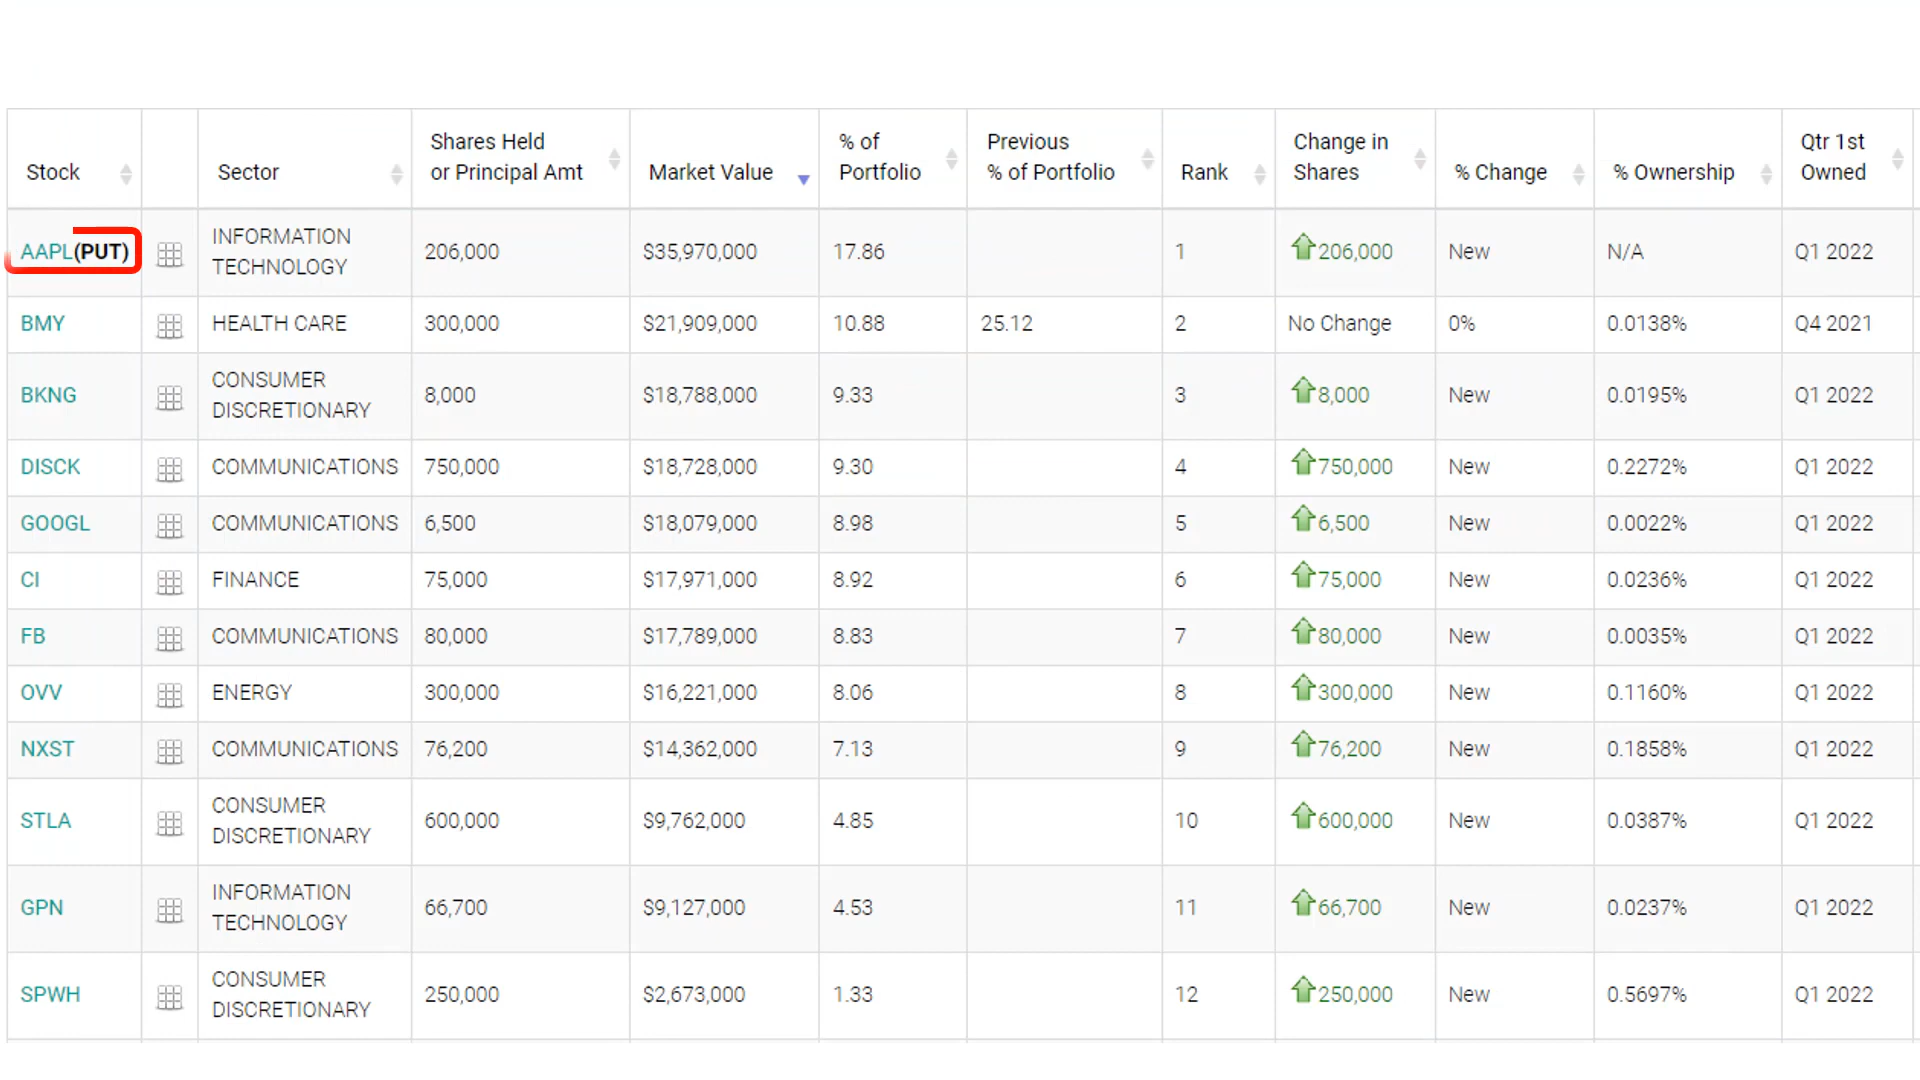 Stock Sector Shares Held or Principal Amt Market Value % of Portfolio Previous % of Portfolio Rank Change in Shares % Change % Ownership Qtr 1st Owned
AAPL(PUT) INFORMATION TECHNOLOGY 206,000 $35,970,000 17.86 1 206,000 New N/A Q1 2022
BMY HEALTH CARE 300,000 $21,909,000 10.88 25.12 2 No Change 0% 0.0138% Q4 2021
BKNG CONSUMER DISCRETIONARY 8,000 $18,788,000 9.33 3 8,000 New 0.0195% Q1 2022
DISCK COMMUNICATIONS 750,000 $18,728,000 9.30 4 750,000 New 0.2272% Q1 2022
GOOGL COMMUNICATIONS 6,500 $18,079,000 8.98 5 6,500 New 0.0022% Q1 2022
CI FINANCE 75,000 $17,971,000 8.92 6 75,000 New 0.0236% Q1 2022
FB COMMUNICATIONS 80,000 $17,789,000 8.83 7 80,000 New 0.0035% Q1 2022
OVV ENERGY 300,000 $16,221,000 8.06 8 300,000 New 0.1160% Q1 2022
NXST COMMUNICATIONS 76,200 $14,362,000 7.13 9 76,200 New 0.1858% Q1 2022
STLA CONSUMER DISCRETIONARY 600,000 $9,762,000 4.85 10 600,000 New 0.0387% Q1 2022
GPN INFORMATION TECHNOLOGY 66,700 $9,127,000 4.53 11 66,700 New 0.0237% Q1 2022
SPWH CONSUMER DISCRETIONARY 250,000 $2,673,000 1.33 12 250,000 New 0.5697% Q1 2022